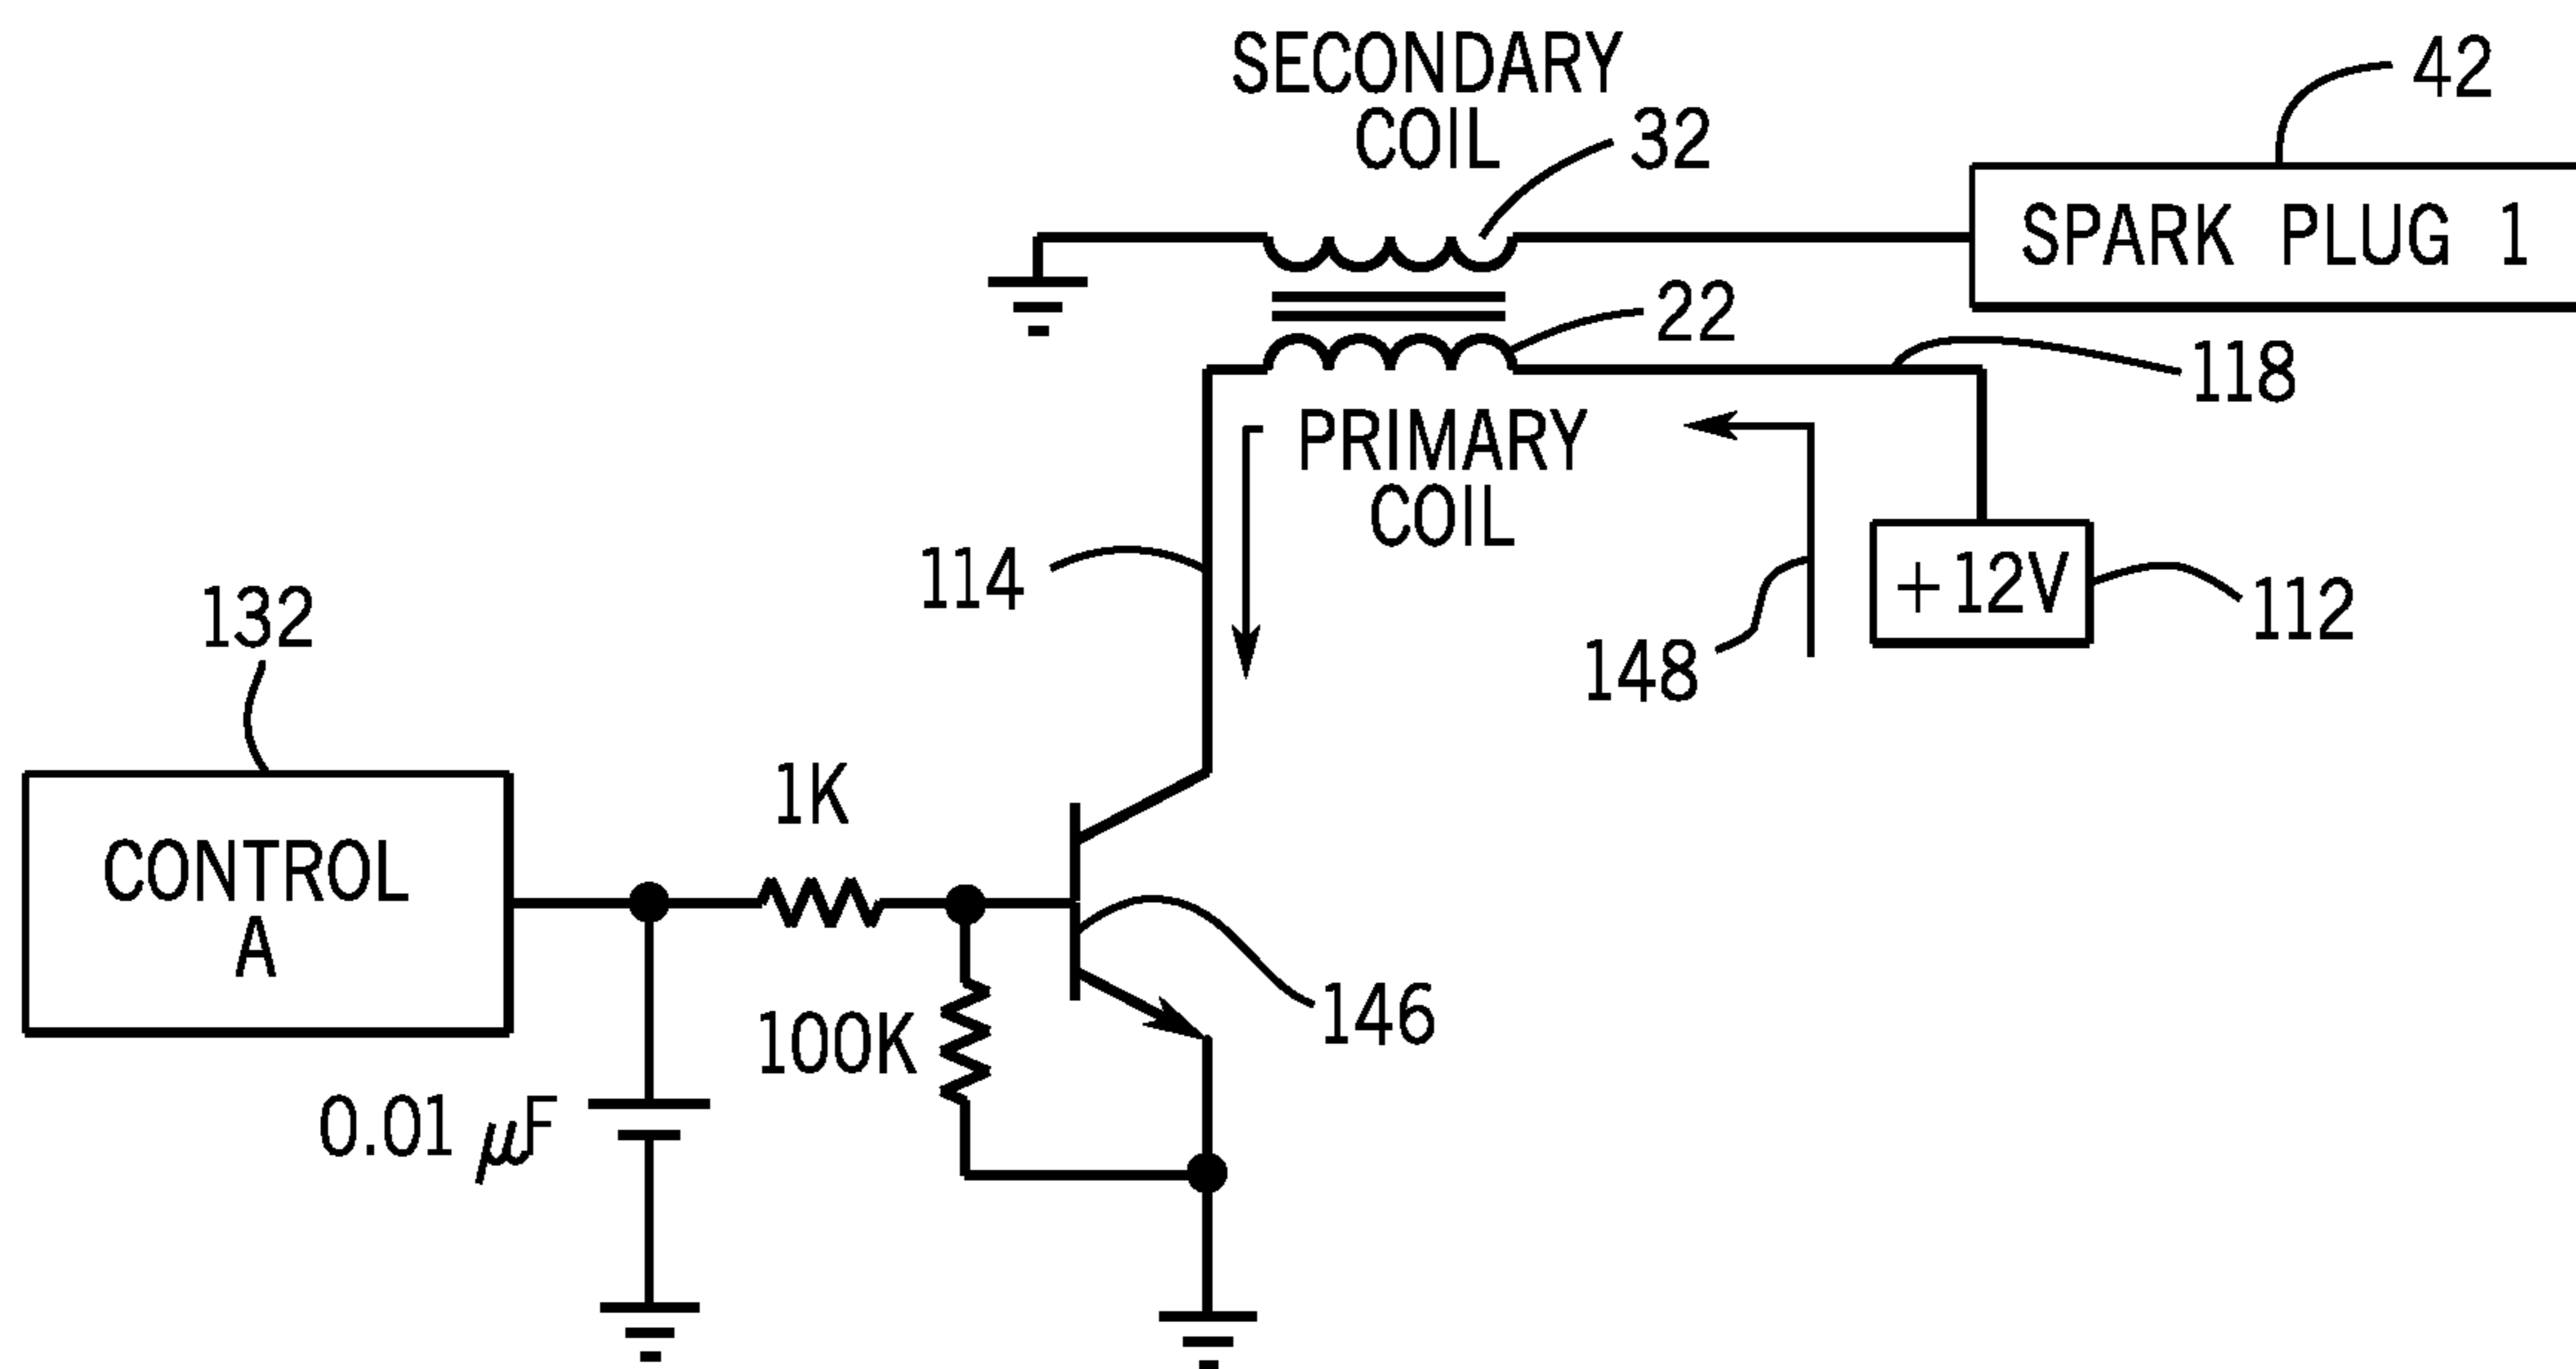 SECONDARY
COIL
32
42
SPARK PLUG 1
22
118
PRIMARY
COIL
114
148
+12V
112
132
CONTROL
A
1K
100K
146
0.01 μF